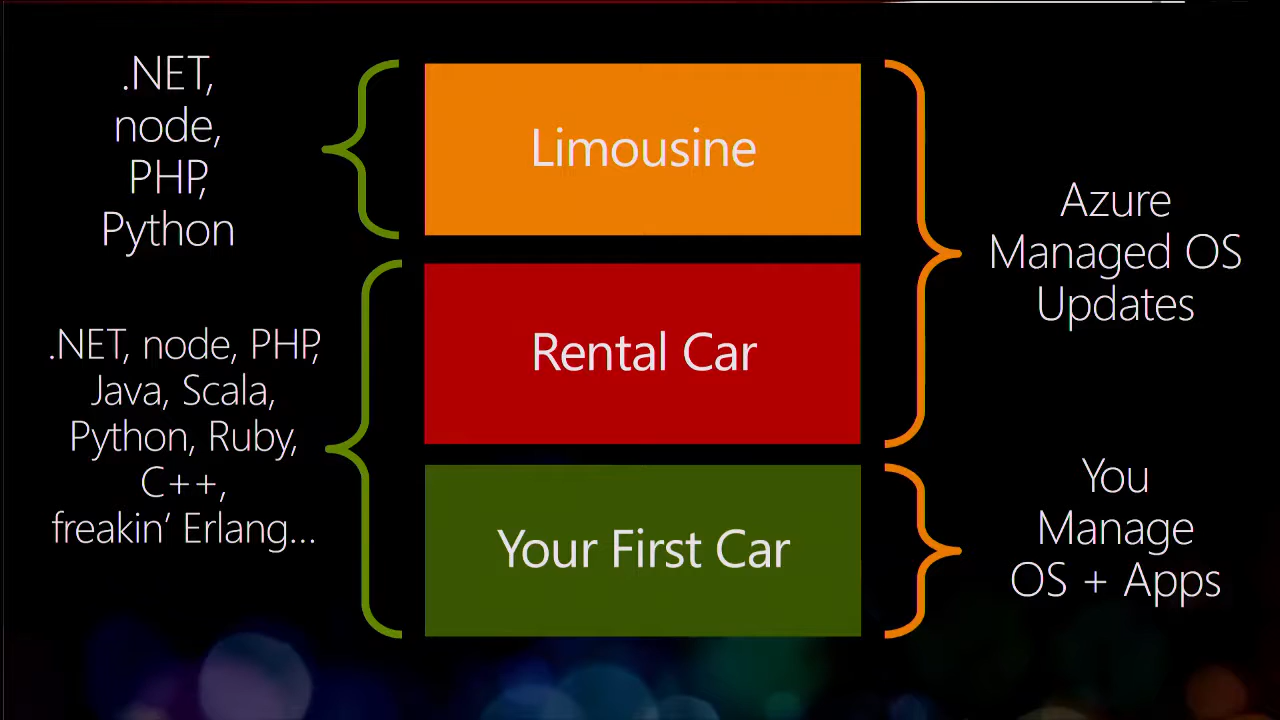 .NET,
node,
PHP,
Python
Limousine
Azure
Managed OS
Updates
.NET, node, PHP,
Java, Scala,
Python, Ruby,
C++,
freakin’ Erlang...
Rental Car
Your First Car
You
Manage
OS + Apps